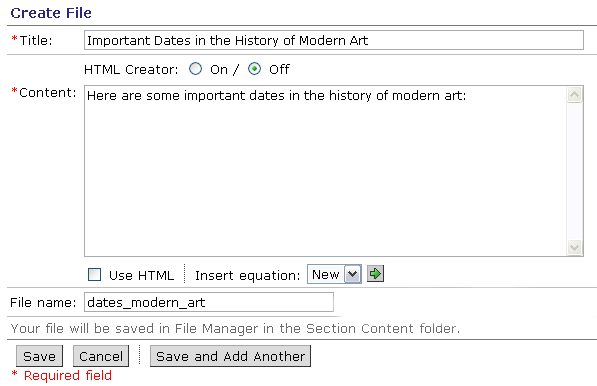 Create File
*Title: Important Dates in the History of Modern Art
HTML Creator: On / Off
*Content: Here are some important dates in the history of modern art:
Use HTML Insert equation: New
File name: dates_modern_art
Your file will be saved in File Manager in the Section Content folder.
Save Cancel Save and Add Another
* Required field